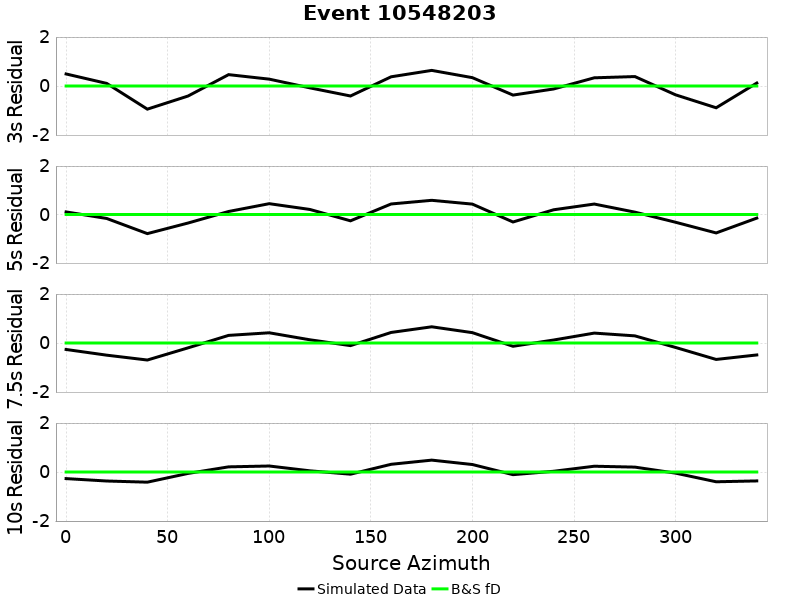 Event 10548203
3s Residual
2
0
-2
5s Residual
2
0
-2
7.5s Residual
2
0
-2
10s Residual
2
0
-2
0 50 100 150 200 250 300
Source Azimuth
Simulated Data B&S fD